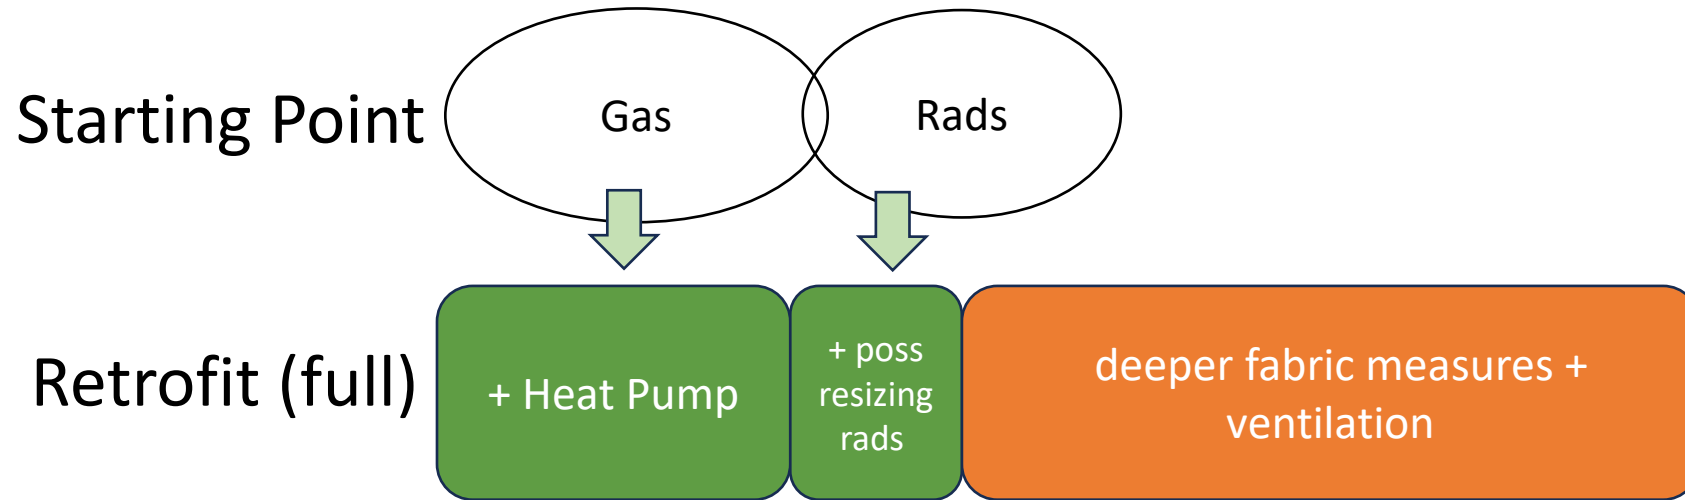 Starting Point
Gas
Rads
Retrofit (full)
+ Heat Pump
+ poss
resizing
rads
deeper fabric measures +
ventilation